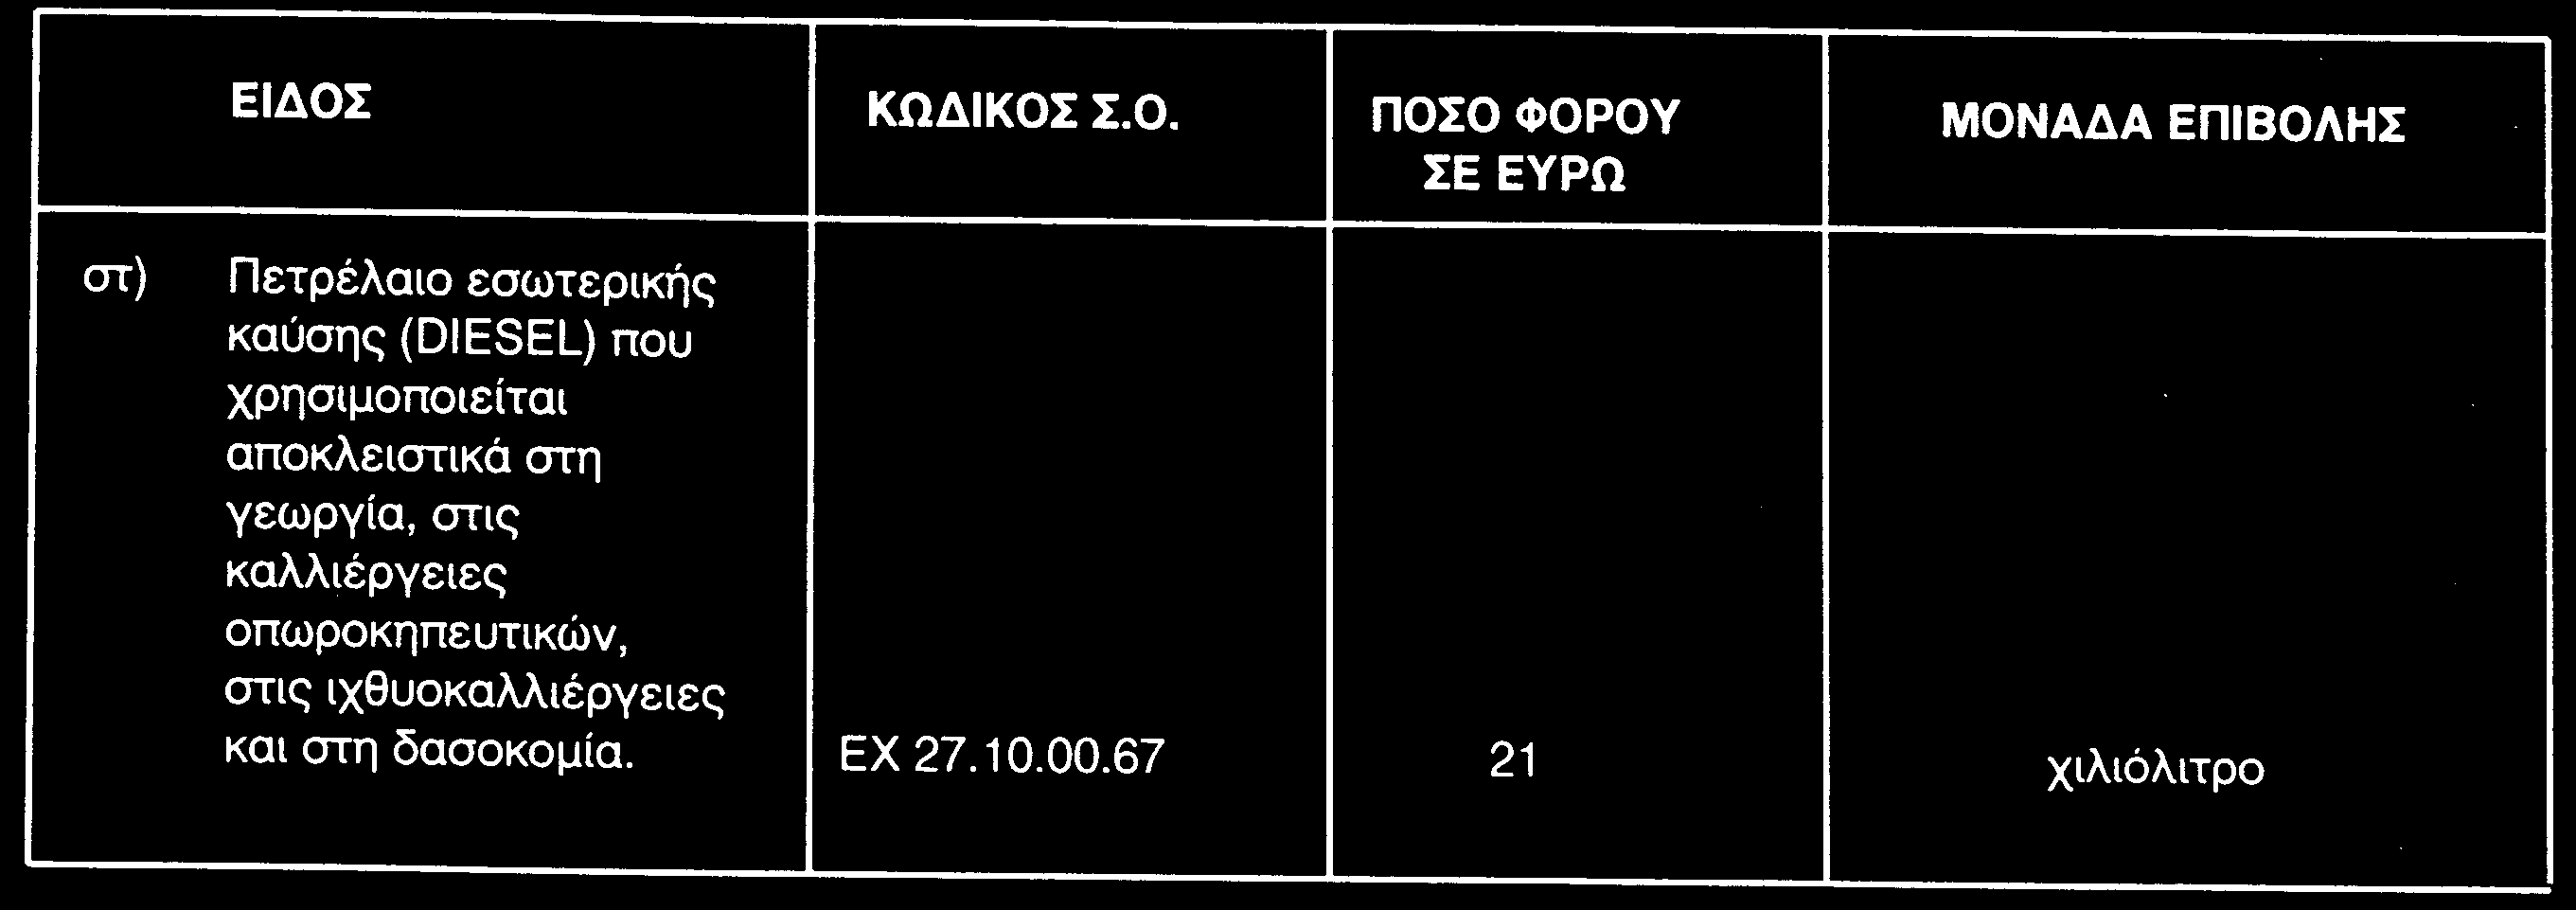 ΕΙΔΟΣ
ΚΩΔΙΚΟΣ Σ.Ο.
ΠΟΣΟ ΦΟΡΟΥ
ΣΕ ΕΥΡΩ
ΜΟΝΑΔΑ ΕΠΙΒΟΛΗΣ
στ) Πετρέλαιο εσωτερικής
καύσης (DIESEL) που
χρησιμοποιείται
αποκλειστικά στη
γεωργία, στις
καλλιέργειες
οπωροκηπευτικών,
στις ιχθυοκαλλιέργειες
και στη δασοκομία.
ΕΧ 27.10.00.67
21
χιλιόλιτρο